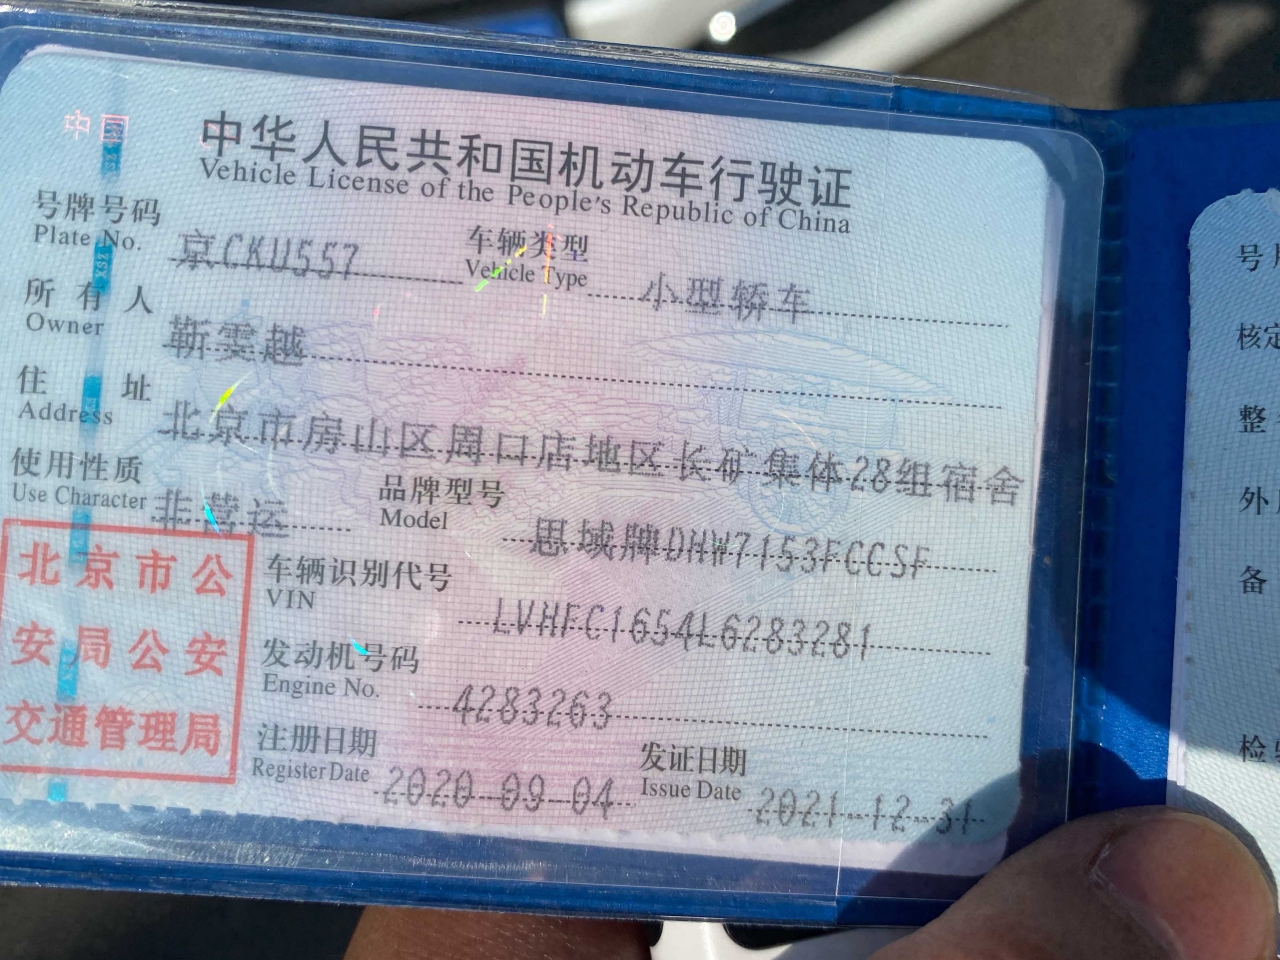 中国
中华人民共和国机动车行驶证
Vehicle License of the People's Republic of China
号牌号码
Plate No.
京CKU557
车辆类型
Vehicle Type
小型轿车
所有人
Owner
靳雯越
住址
Address
北京市房山区周口店地区长矿集体28组宿舍
使用性质
Use Character
非营运
品牌型号
Model
思域牌DHW7153FCCSF
北京市公
安局公安
交通管理局
车辆识别代号
VIN
LVHFC1654L6283281
发动机号码
Engine No.
4283263
注册日期
Register Date
2020-09-04
发证日期
Issue Date
2021-12-31
号
核定
整
外
备
检